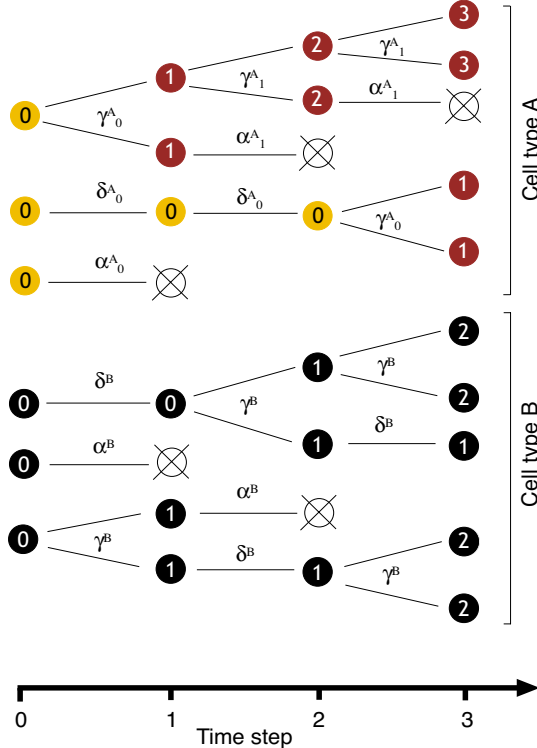 3
2
1 γᴬ₁ 3
0 γᴬ₁ 2 αᴬ₁
γᴬ₀ 1 αᴬ₁
Cell type A
0 δᴬ₀ 0 δᴬ₀ 0 1
γᴬ₀ 1
0 αᴬ₀
2
δᴮ 1 γᴮ
0 0 γᴮ 2
1 δᴮ 1
0 αᴮ
Cell type B
1 αᴮ
0 γᴮ 2
1 δᴮ 1 γᴮ
2
0 1 2 3
Time step